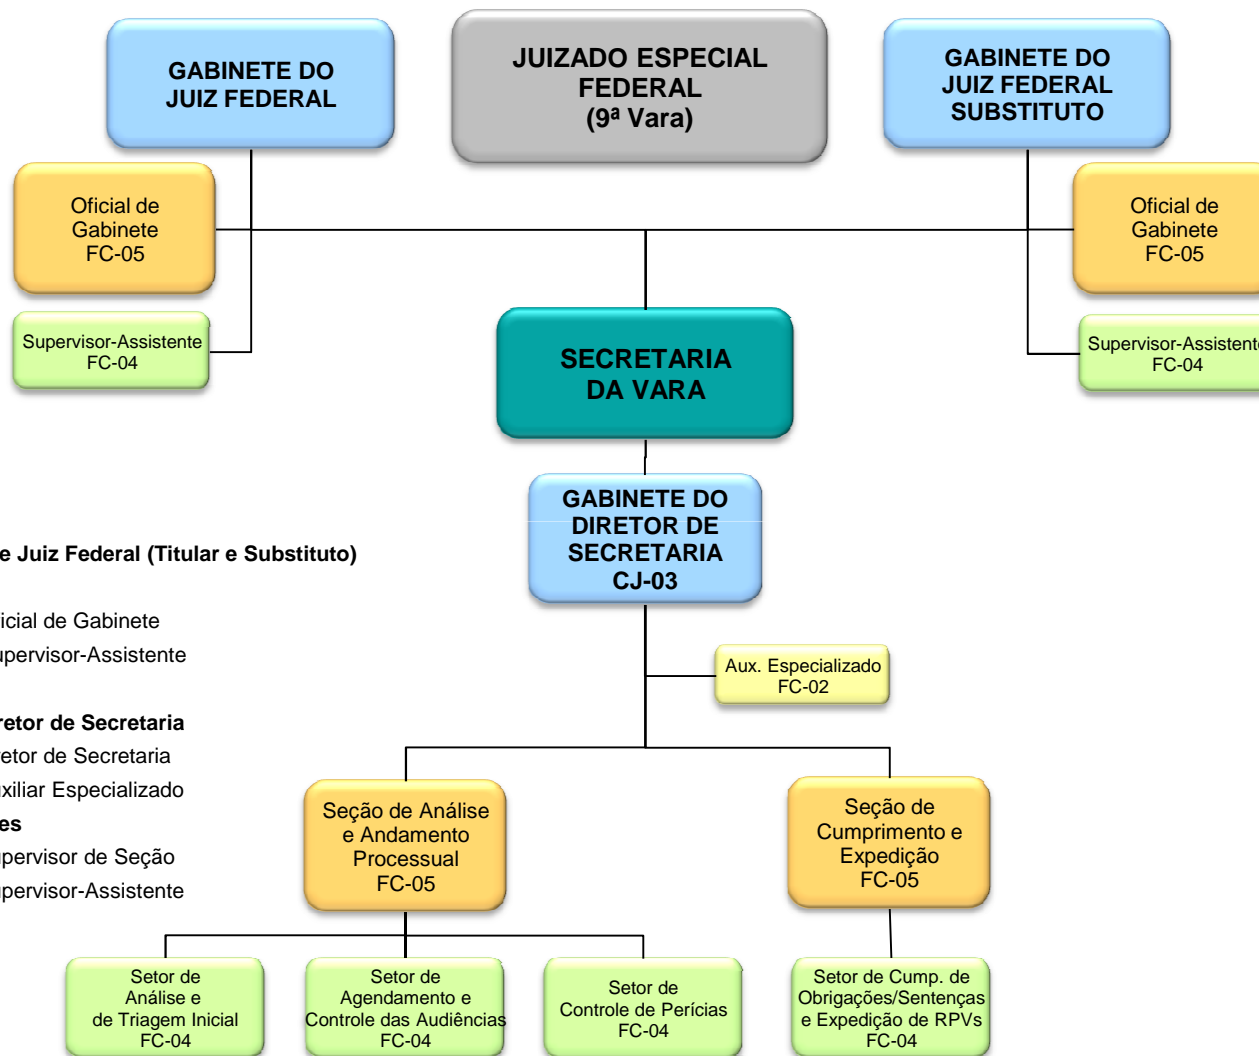 GABINETE DO
JUIZ FEDERAL
JUIZADO ESPECIAL
FEDERAL
(9ª Vara)
GABINETE DO
JUIZ FEDERAL
SUBSTITUTO
Oficial de
Gabinete
FC-05
Oficial de
Gabinete
FC-05
Supervisor-Assistente
FC-04
Supervisor-Assistente
FC-04
SECRETARIA
DA VARA
GABINETE DO
DIRETOR DE
SECRETARIA
CJ-03
e Juiz Federal (Titular e Substituto)
ficial de Gabinete
upervisor-Assistente
retor de Secretaria
retor de Secretaria
uxiliar Especializado
es
upervisor de Seção
upervisor-Assistente
Aux. Especializado
FC-02
Seção de Análise
e Andamento
Processual
FC-05
Seção de
Cumprimento e
Expedição
FC-05
Setor de
Análise e
de Triagem Inicial
FC-04
Setor de
Agendamento e
Controle das Audiências
FC-04
Setor de
Controle de Perícias
FC-04
Setor de Cump. de
Obrigações/Sentenças
e Expedição de RPVs
FC-04